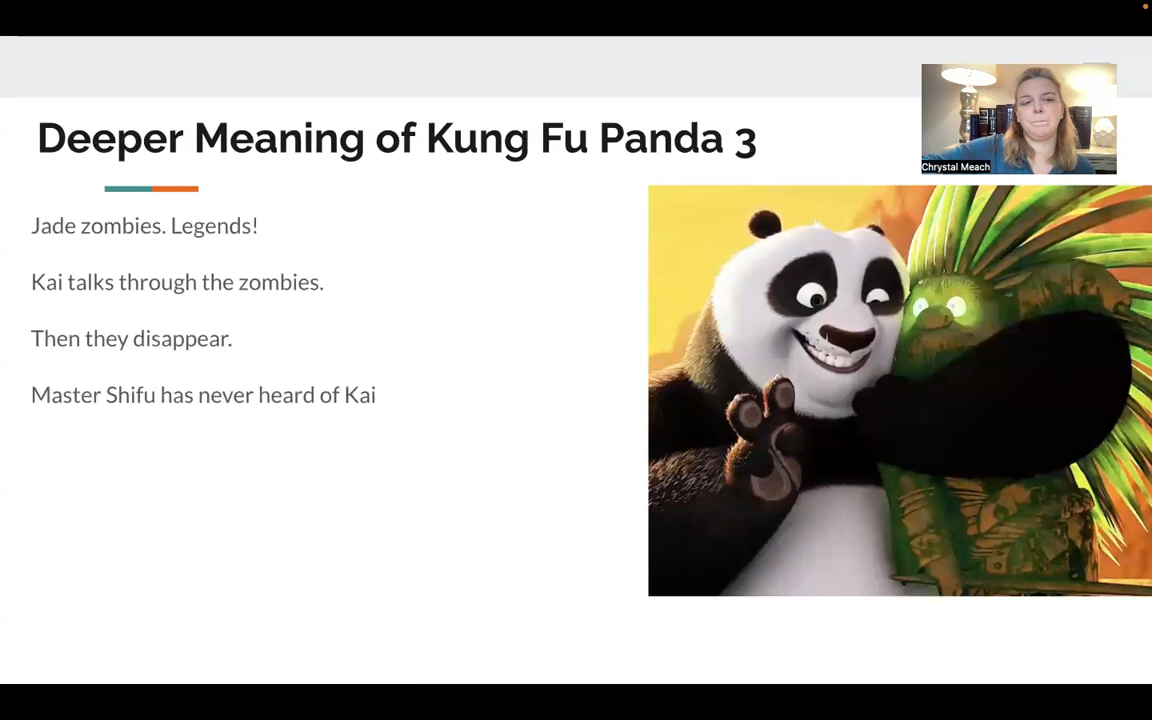 Deeper Meaning of Kung Fu Panda 3
Chrystal Meach
Jade zombies. Legends!
Kai talks through the zombies.
Then they disappear.
Master Shifu has never heard of Kai